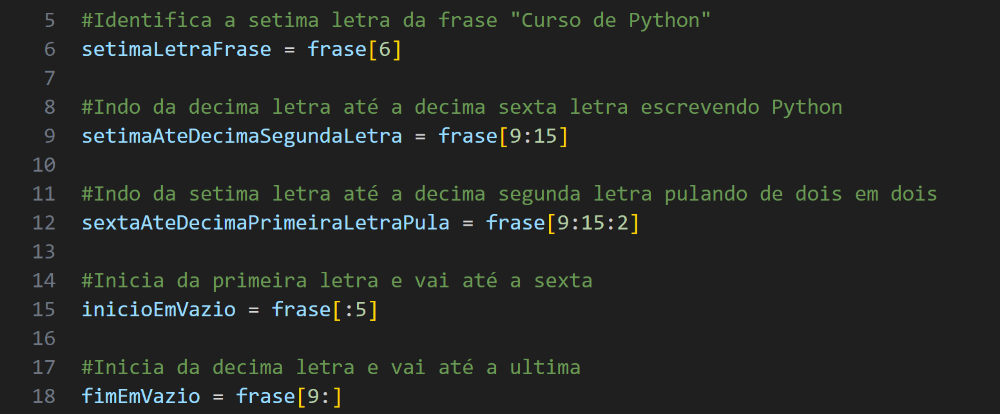 5 #Identifica a setima letra da frase "Curso de Python"
6 setimaLetraFrase = frase[6]
7
8 #Indo da decima letra até a decima sexta letra escrevendo Python
9 setimaAteDecimaSegundaLetra = frase[9:15]
10
11 #Indo da setima letra até a decima segunda letra pulando de dois em dois
12 sextaAteDecimaPrimeiraLetraPula = frase[9:15:2]
13
14 #Inicia da primeira letra e vai até a sexta
15 inicioEmVazio = frase[:5]
16
17 #Inicia da decima letra e vai até a ultima
18 fimEmVazio = frase[9:]